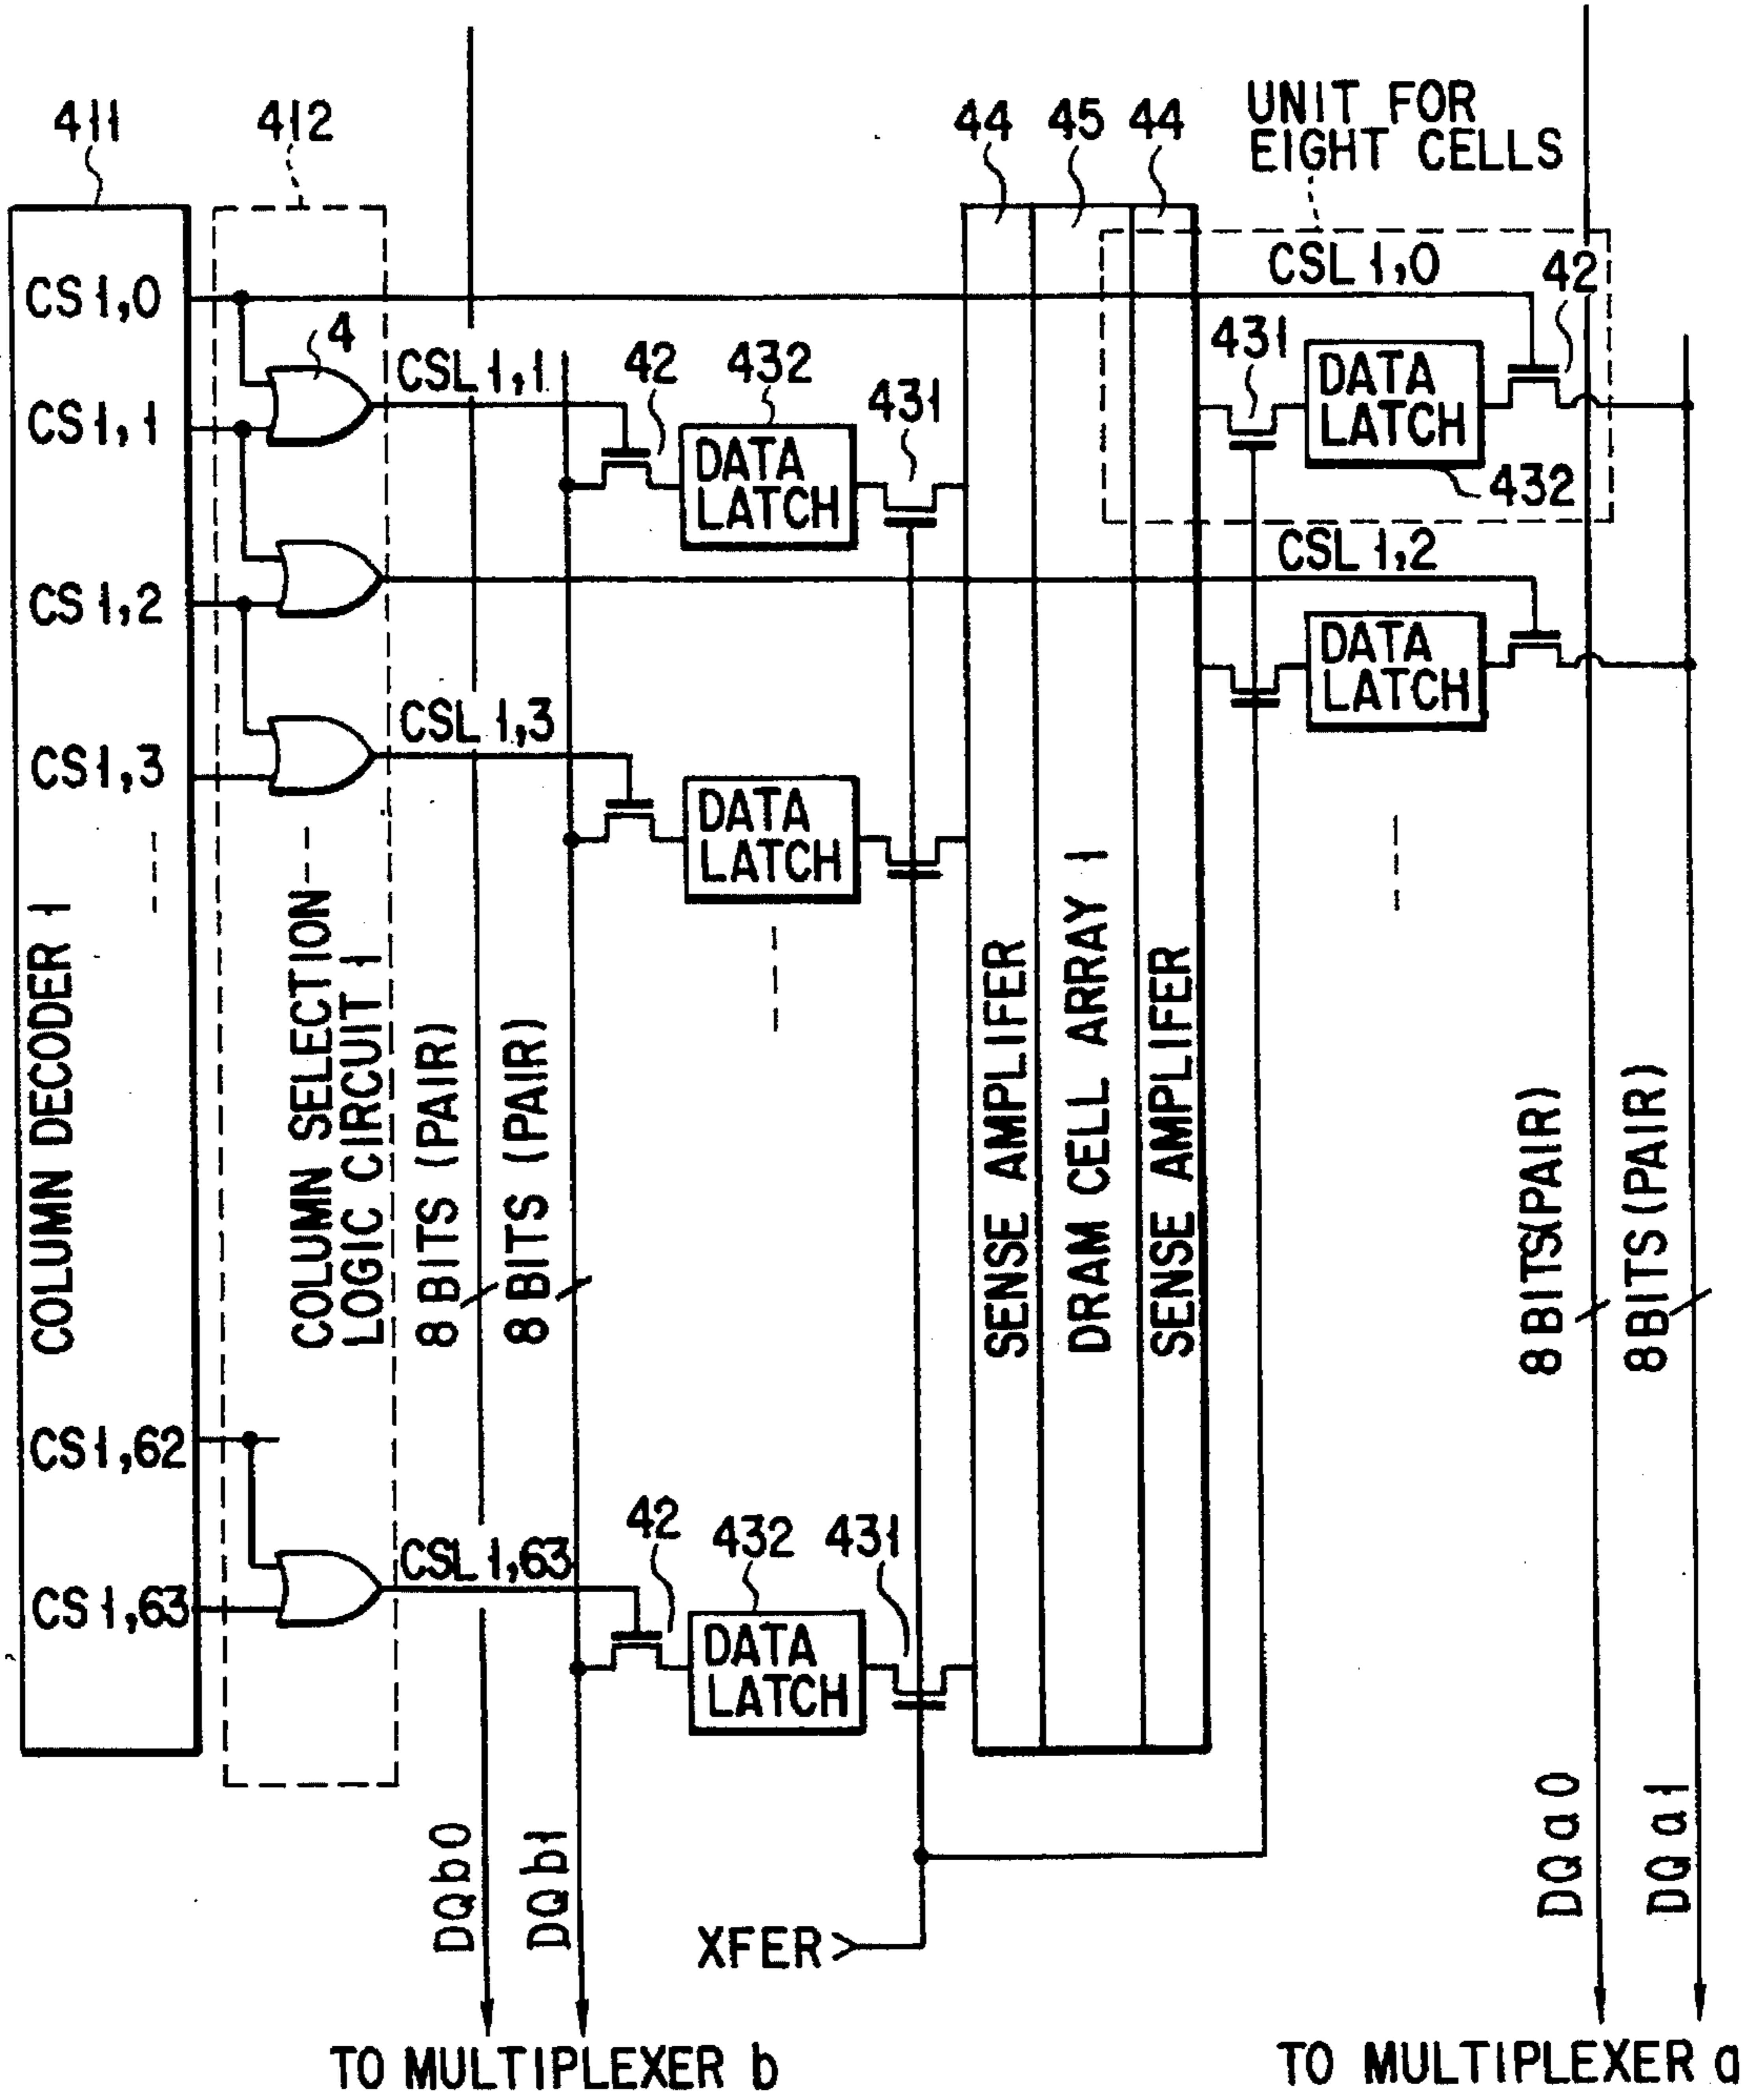 UNIT FOR
EIGHT CELLS
411
412
44
45
44
CS1,0
CSL1,0
42
4
CSL1,1
42
432
431
431
DATA
LATCH
CS1,1
DATA
LATCH
432
CSL1,2
CS1,2
DATA
LATCH
CSL1,3
CS1,3
DATA
LATCH
COLUMN DECODER 1
COLUMN SELECTION
LOGIC CIRCUIT 1
8 BITS (PAIR)
8 BITS (PAIR)
SENSE AMPLIFER
DRAM CELL ARRAY 1
SENSE AMPLIFER
8 BITS(PAIR)
8 BITS (PAIR)
CS1,62
42
432
431
CSL1,63
CS1,63
DATA
LATCH
DQb0
DQb1
DQa0
DQa1
XFER
TO MULTIPLEXER b
TO MULTIPLEXER a